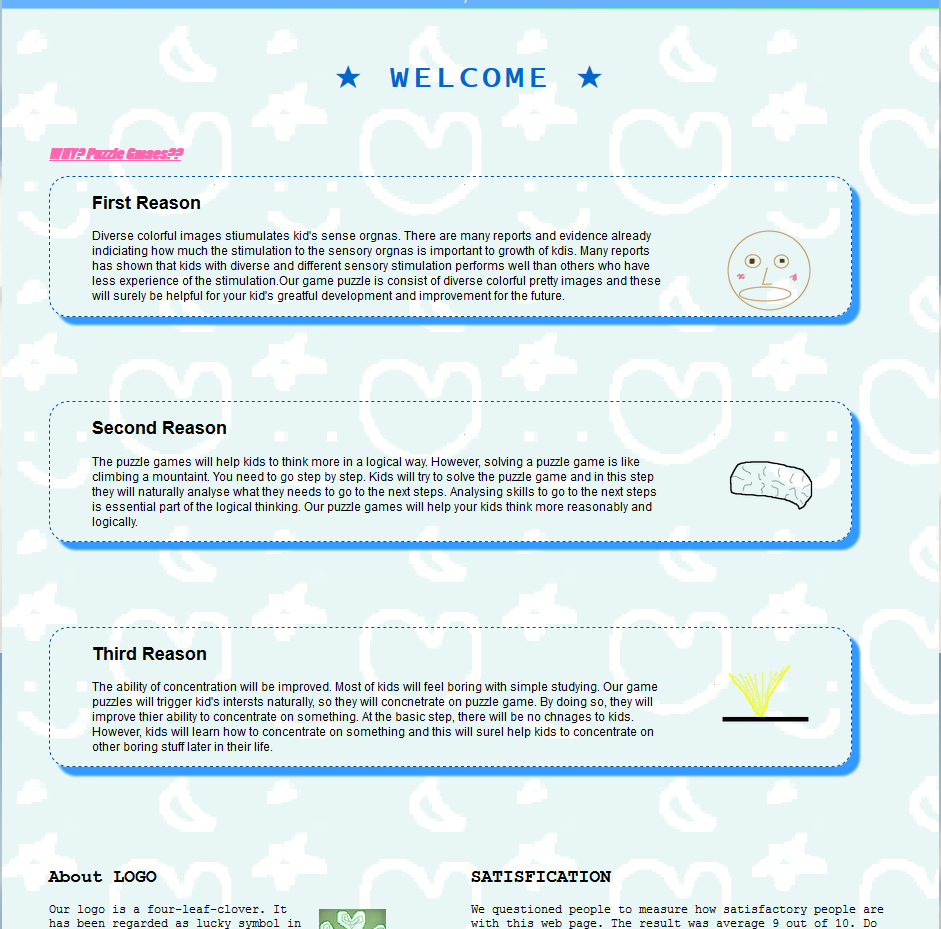 ★ WELCOME ★
WHY? Puzzle Games??
First Reason
Diverse colorful images stiumulates kid's sense orgnas. There are many reports and evidence already
indiciating how much the stimulation to the sensory orgnas is important to growth of kdis. Many reports
has shown that kids with diverse and different sensory stimulation performs well than others who have
less experience of the stimulation.Our game puzzle is consist of diverse colorful pretty images and these
will surely be helpful for your kid's greatful development and improvement for the future.
Second Reason
The puzzle games will help kids to think more in a logical way. However, solving a puzzle game is like
climbing a mountaint. You need to go step by step. Kids will try to solve the puzzle game and in this step
they will naturally analyse what they needs to go to the next steps. Analysing skills to go to the next steps
is essential part of the logical thinking. Our puzzle games will help your kids think more reasonably and
logically.
Third Reason
The ability of concentration will be improved. Most of kids will feel boring with simple studying. Our game
puzzles will trigger kid's intersts naturally, so they will concnetrate on puzzle game. By doing so, they will
improve thier ability to concentrate on something. At the basic step, there will be no chnages to kids.
However, kids will learn how to concentrate on something and this will surel help kids to concentrate on
other boring stuff later in their life.
About LOGO
Our logo is a four-leaf-clover. It
has been regarded as lucky symbol in
SATISFICATION
We questioned people to measure how satisfactory people are
with this web page. The result was average 9 out of 10. Do